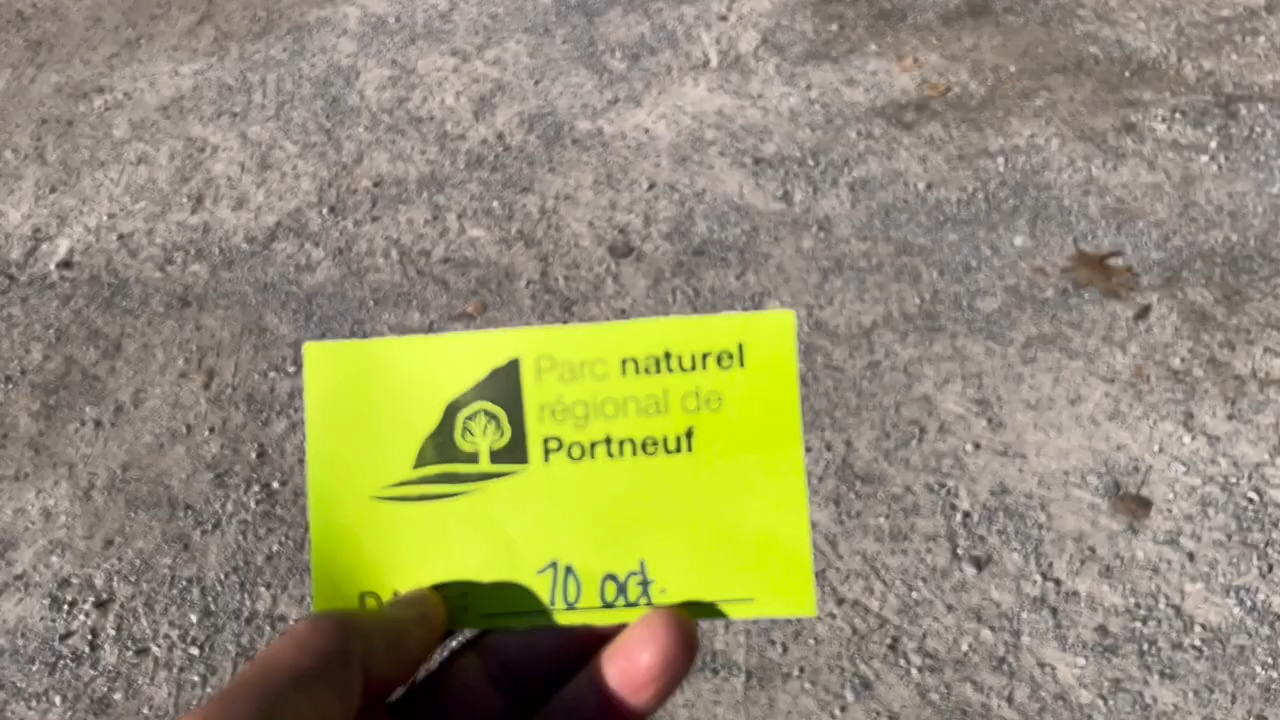 Parc naturel
régional de
Portneuf
10 oct.